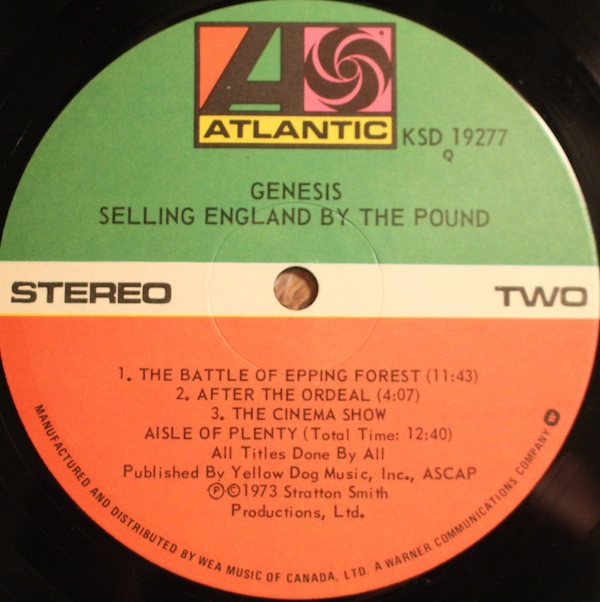 ATLANTIC
KSD 19277
Q
GENESIS
SELLING ENGLAND BY THE POUND
STEREO
TWO
1. THE BATTLE OF EPPING FOREST (11:43)
2. AFTER THE ORDEAL (4:07)
3. THE CINEMA SHOW
AISLE OF PLENTY (Total Time: 12:40)
All Titles Done By All
Published By Yellow Dog Music, Inc., ASCAP
Ⓟ©1973 Stratton Smith
Productions, Ltd.
MANUFACTURED AND DISTRIBUTED BY WEA MUSIC OF CANADA, LTD. A WARNER COMMUNICATIONS COMPANY